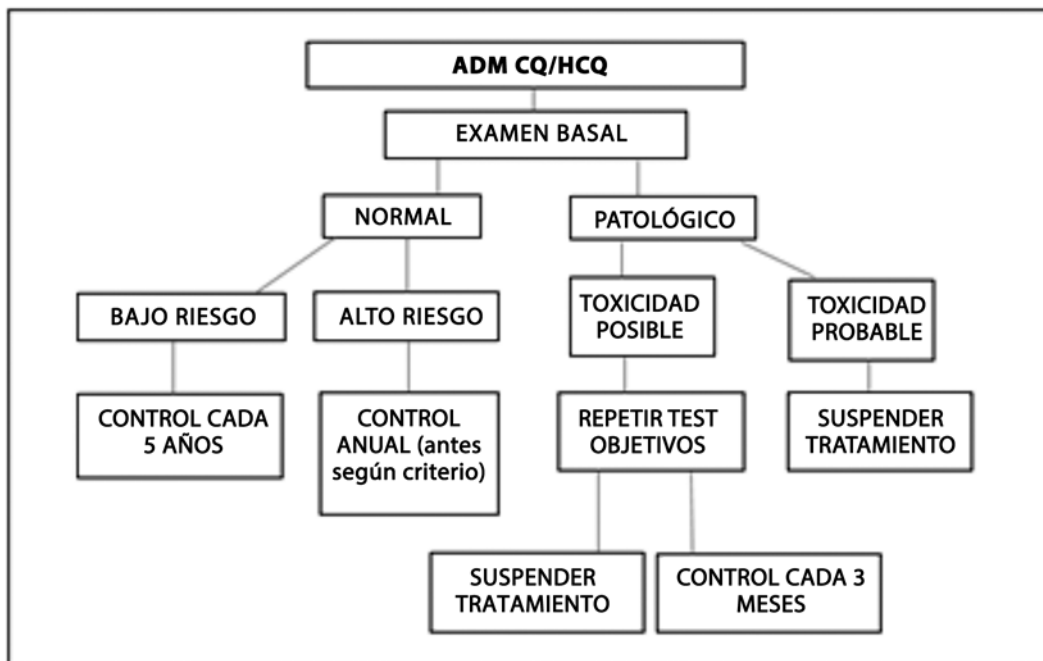 ADM CQ/HCQ
EXAMEN BASAL
NORMAL
PATOLÓGICO
BAJO RIESGO
ALTO RIESGO
TOXICIDAD
POSIBLE
TOXICIDAD
PROBABLE
CONTROL CADA
5 AÑOS
CONTROL
ANUAL (antes
según criterio)
REPETIR TEST
OBJETIVOS
SUSPENDER
TRATAMIENTO
SUSPENDER
TRATAMIENTO
CONTROL CADA 3
MESES